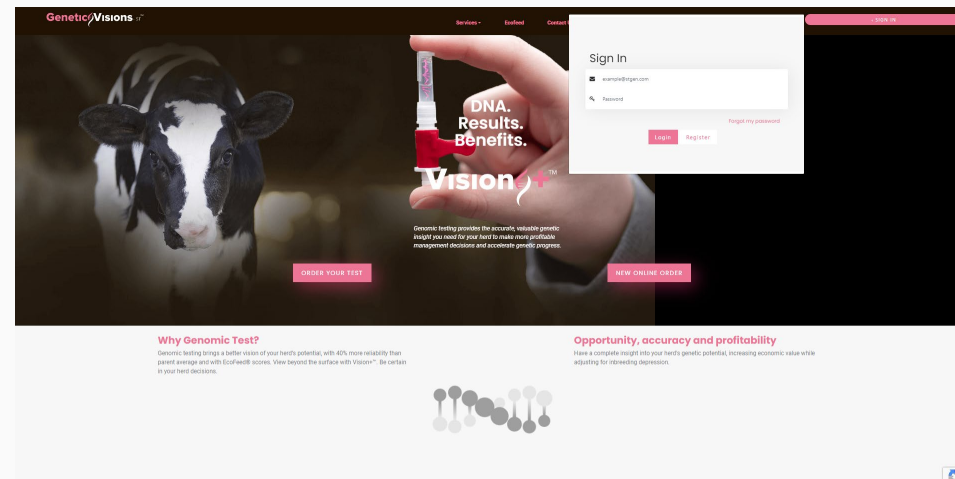 GeneticVisions ST™
Services
Ecofeed
Contact
SIGN IN
Sign In
example@stgen.com
Password
Forgot my password
Login
Register
DNA.
Results.
Benefits.
Vision+™
Genomic testing provides the accurate, valuable genetic
insight you need for your herd to make more profitable
management decisions and accelerate genetic progress.
ORDER YOUR TEST
NEW ONLINE ORDER
Why Genomic Test?
Genomic testing brings a better vision of your herd's potential, with 40% more reliability than
parent average and with EcoFeed® scores. View beyond the surface with Vision+™. Be certain
in your herd decisions.
Opportunity, accuracy and profitability
Have a complete insight into your herd's genetic potential, increasing economic value while
adjusting for inbreeding depression.